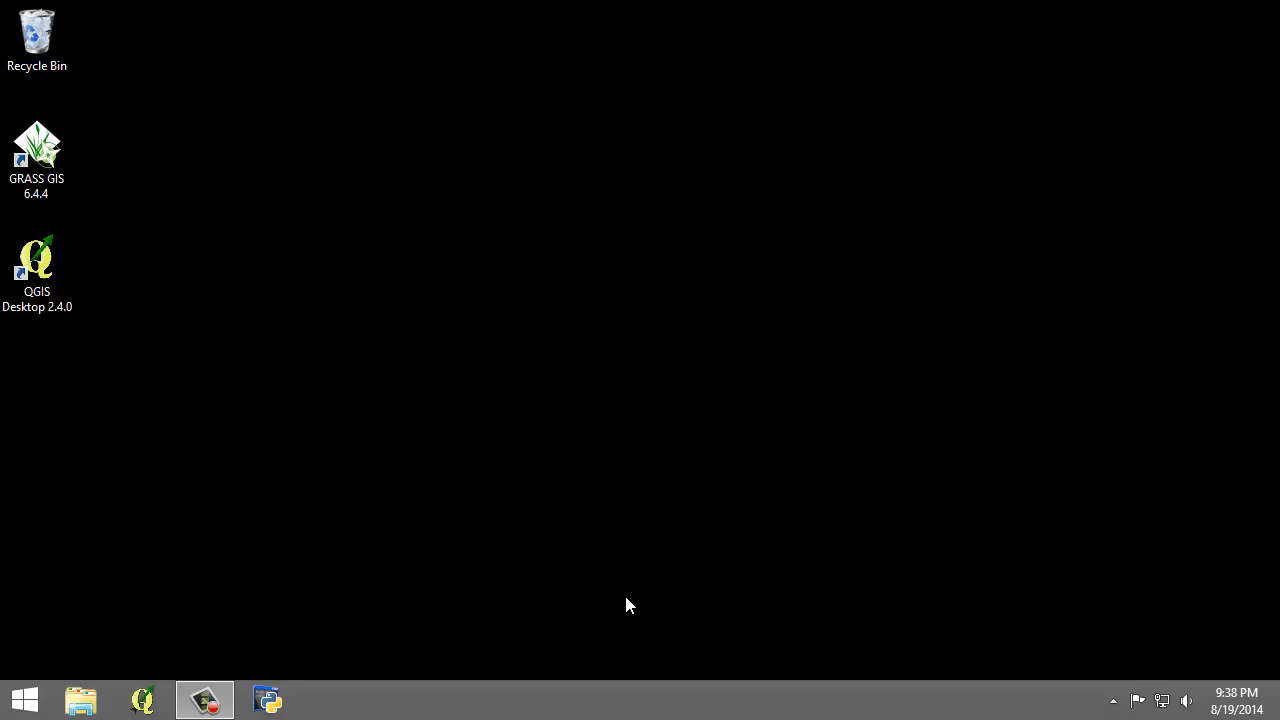 Recycle Bin
GRASS GIS
6.4.4
QGIS
Desktop 2.4.0
9:38 PM
8/19/2014